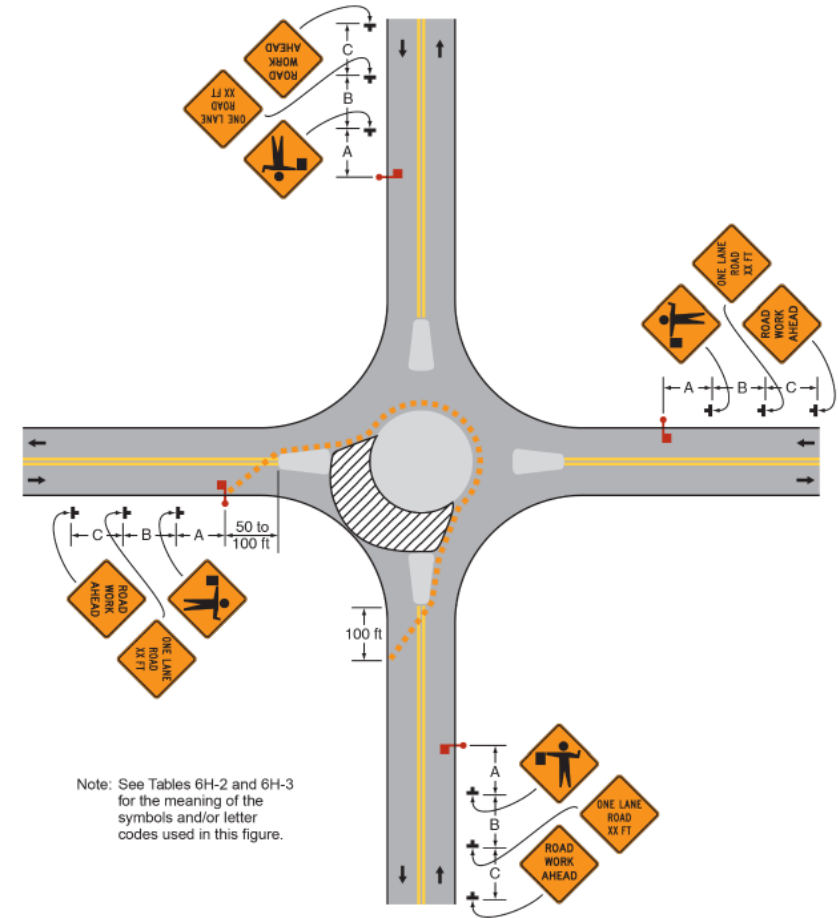 C
B
A
ROAD
WORK
AHEAD
ONE LANE
ROAD
XX FT
ONE LANE
ROAD
XX FT
ROAD
WORK
AHEAD
A
B
C
C
B
A
50 to
100 ft
ROAD
WORK
AHEAD
ONE LANE
ROAD
XX FT
100 ft
A
B
C
ONE LANE
ROAD
XX FT
ROAD
WORK
AHEAD
Note: See Tables 6H-2 and 6H-3
for the meaning of the
symbols and/or letter
codes used in this figure.